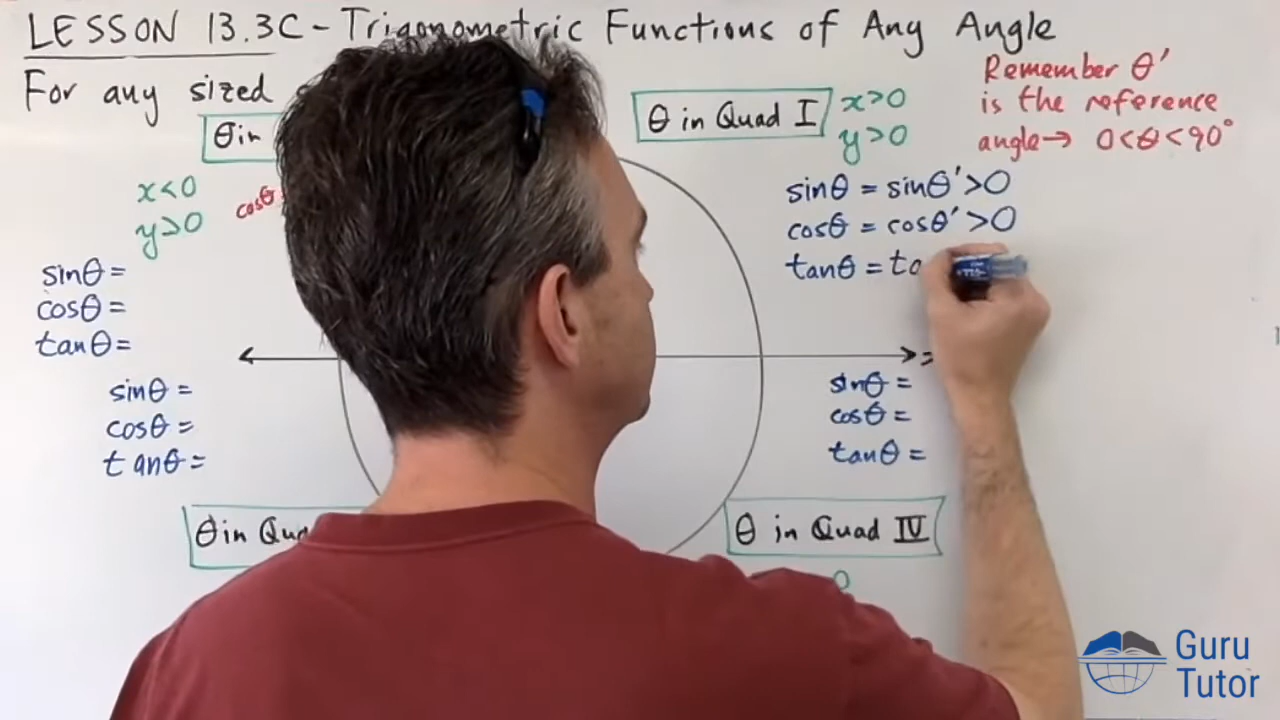 LESSON 13.3C - Trigonometric Functions of Any Angle
For any sized
θ in
x<0
y>0
cosθ
θ in Quad I
x>0
y>0
Remember θ'
is the reference
angle→ 0<θ<90°
sinθ = sinθ'>0
cosθ = cosθ'>0
tanθ = ta
sinθ =
cosθ =
tanθ =
sinθ =
cosθ =
tanθ =
sinθ =
cosθ =
tanθ =
θ in
θ in Quad IV
Guru
Tutor